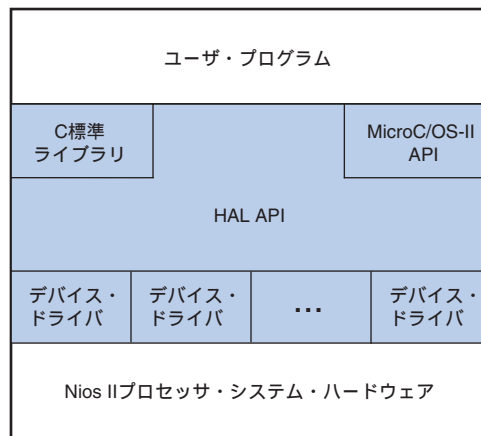 ユーザ・プログラム
C標準
ライブラリ
MicroC/OS-II
API
HAL API
デバイス・
ドライバ
デバイス・
ドライバ
...
デバイス・
ドライバ
Nios IIプロセッサ・システム・ハードウェア